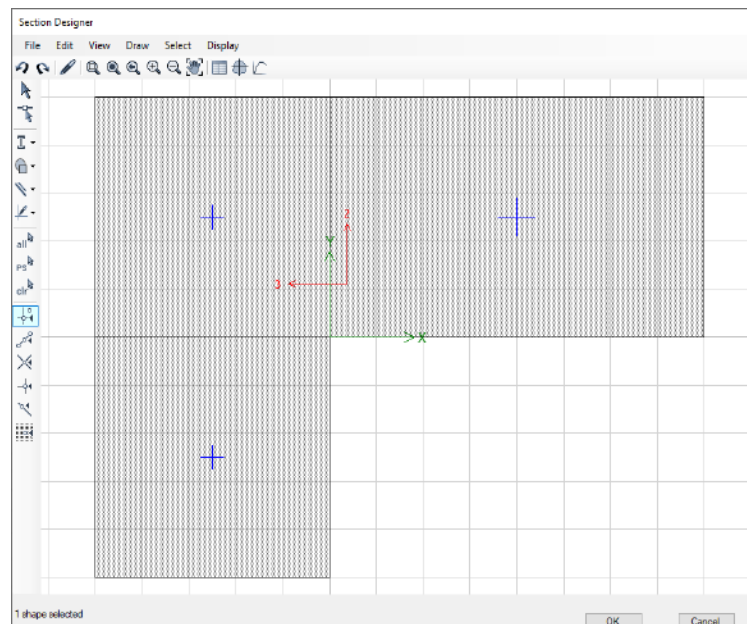 Section Designer
File Edit View Draw Select Display
all
PS
clr
2
Y
3
X
1 shape selected
OK Cancel